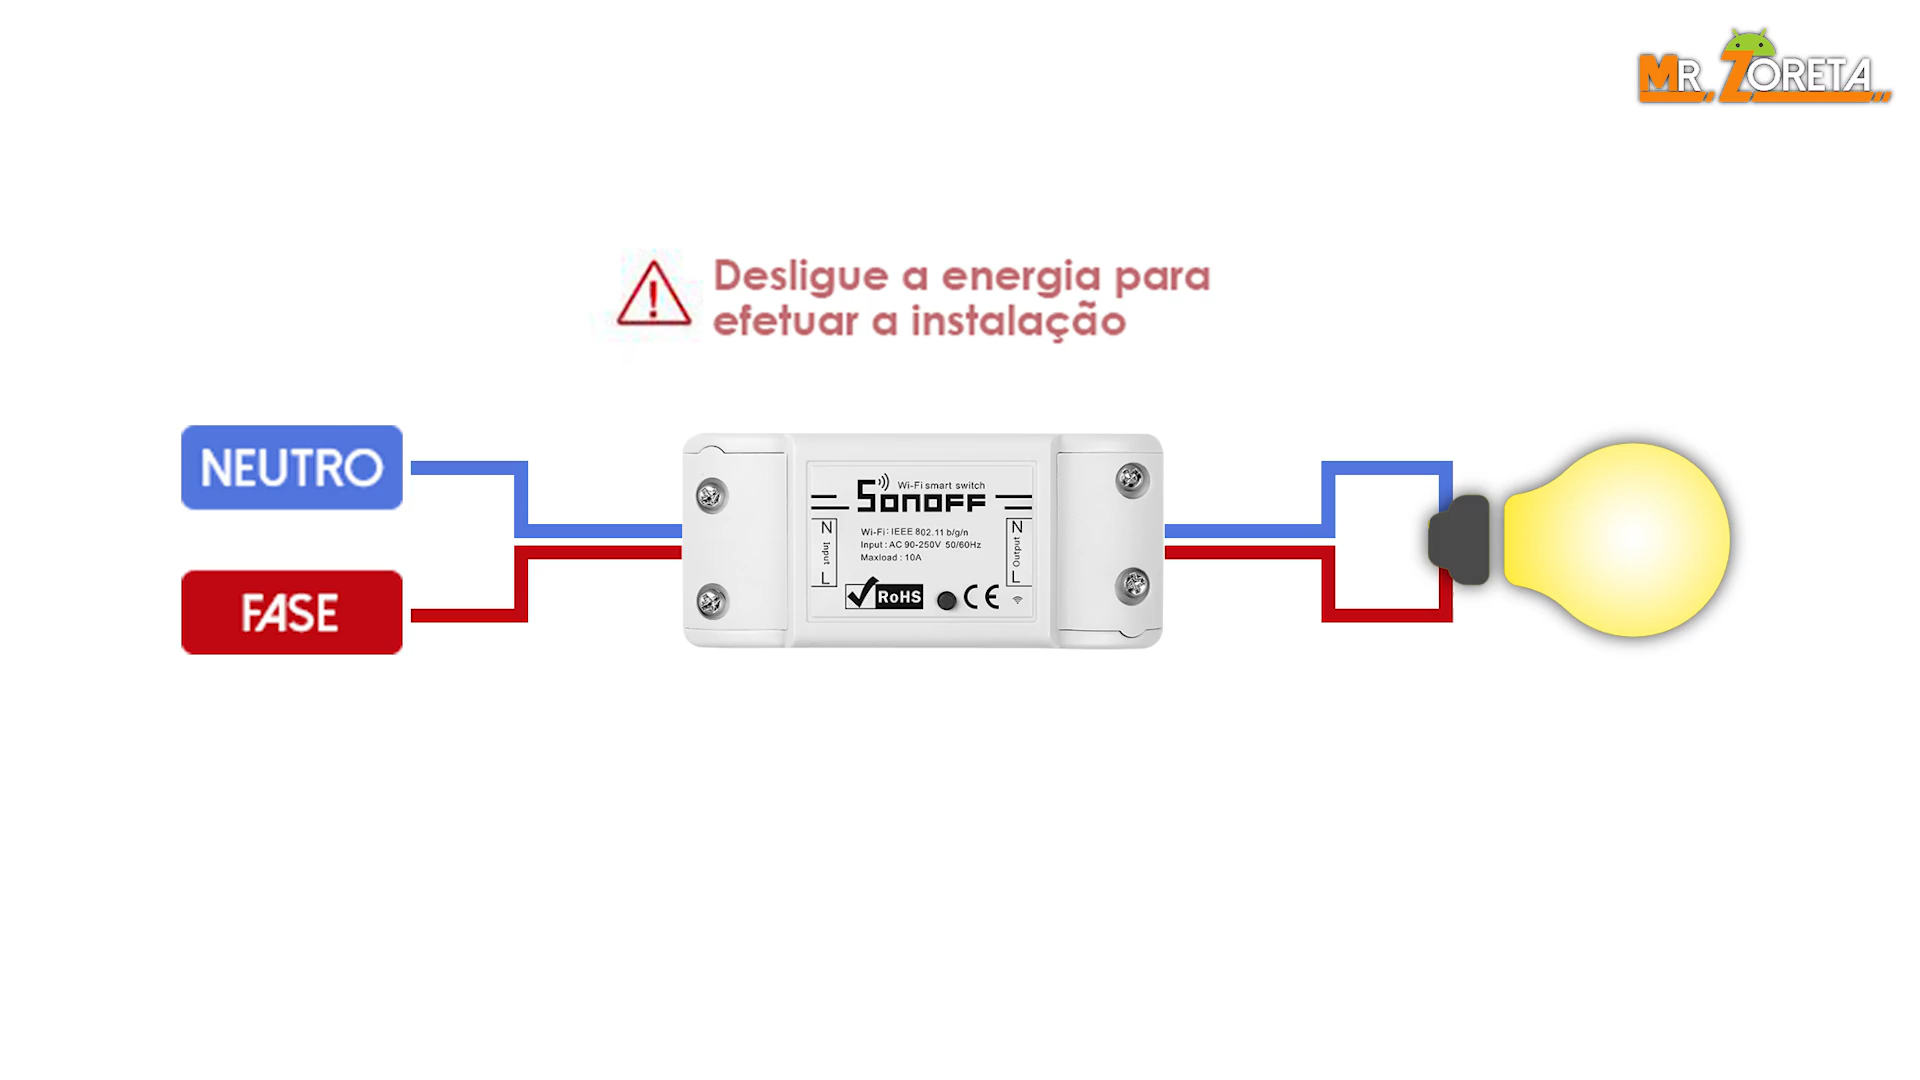 MR. ZORETA
Desligue a energia para
efetuar a instalação
NEUTRO
FASE
Wi-Fi smart switch
SONOFF
N
Input
L
Wi-Fi: IEEE 802.11 b/g/n
Input : AC 90-250V 50/60Hz
Maxload : 10A
RoHS
CE
N
Output
L